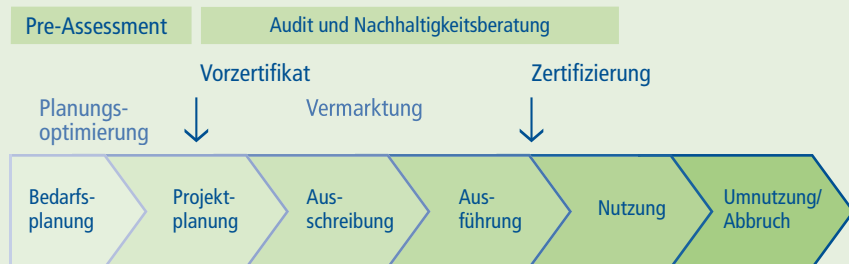 Pre-Assessment
Audit und Nachhaltigkeitsberatung
Vorzertifikat
Zertifizierung
Planungs-
optimierung
Vermarktung
Bedarfs-
planung
Projekt-
planung
Aus-
schreibung
Aus-
führung
Nutzung
Umnutzung/
Abbruch